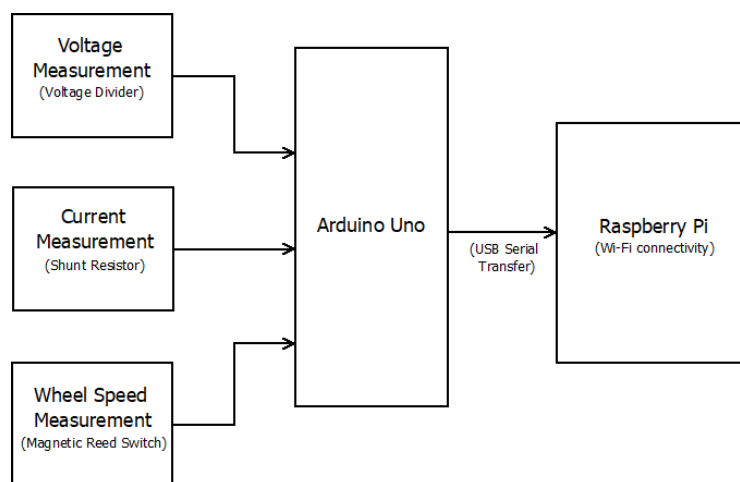 Voltage
Measurement
(Voltage Divider)
Current
Measurement
(Shunt Resistor)
Wheel Speed
Measurement
(Magnetic Reed Switch)
Arduino Uno
(USB Serial
Transfer)
Raspberry Pi
(Wi-Fi connectivity)